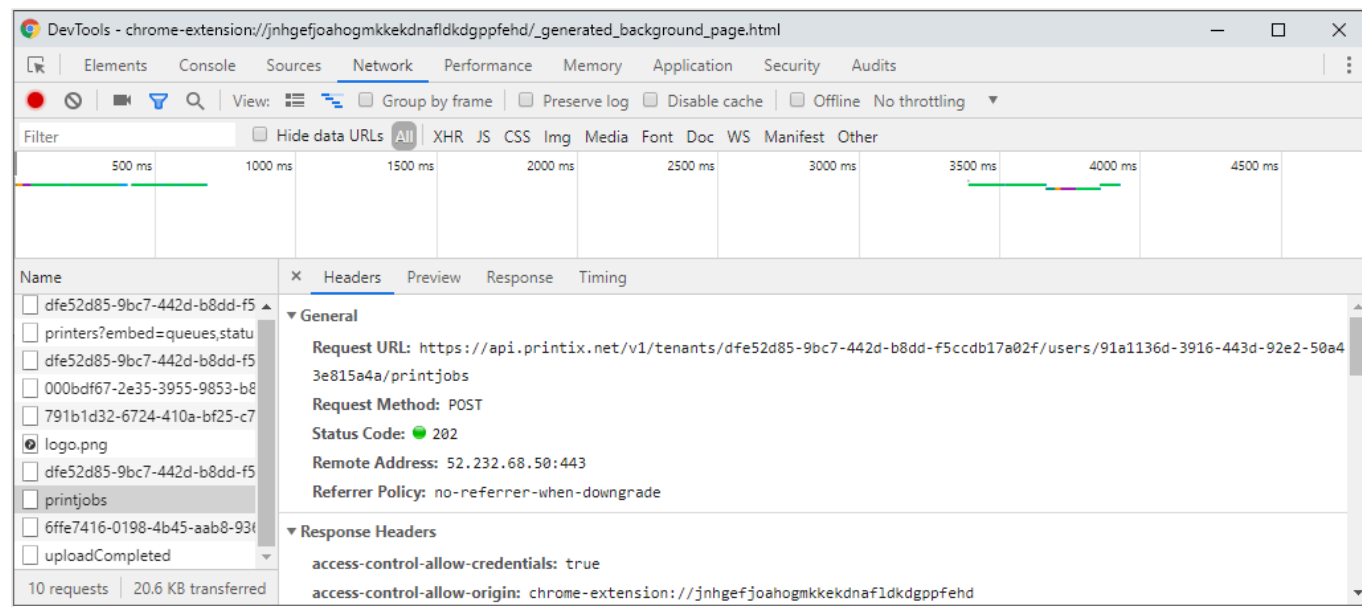 DevTools - chrome-extension://jnhgefjoahogmkkekdnafldkdgppfehd/_generated_background_page.html
Elements Console Sources Network Performance Memory Application Security Audits
View: Group by frame Preserve log Disable cache Offline No throttling
Filter Hide data URLs All XHR JS CSS Img Media Font Doc WS Manifest Other
500 ms 1000 ms 1500 ms 2000 ms 2500 ms 3000 ms 3500 ms 4000 ms 4500 ms
Name
dfe52d85-9bc7-442d-b8dd-f5
printers?embed=queues,statu
dfe52d85-9bc7-442d-b8dd-f5
000bdf67-2e35-3955-9853-b8
791b1d32-6724-410a-bf25-c7
logo.png
dfe52d85-9bc7-442d-b8dd-f5
printjobs
6ffe7416-0198-4b45-aab8-936
uploadCompleted
10 requests 20.6 KB transferred
× Headers Preview Response Timing
General
Request URL: https://api.printix.net/v1/tenants/dfe52d85-9bc7-442d-b8dd-f5ccdb17a02f/users/91a1136d-3916-443d-92e2-50a4
3e815a4a/printjobs
Request Method: POST
Status Code: 202
Remote Address: 52.232.68.50:443
Referrer Policy: no-referrer-when-downgrade
Response Headers
access-control-allow-credentials: true
access-control-allow-origin: chrome-extension://jnhgefjoahogmkkekdnafldkdgppfehd